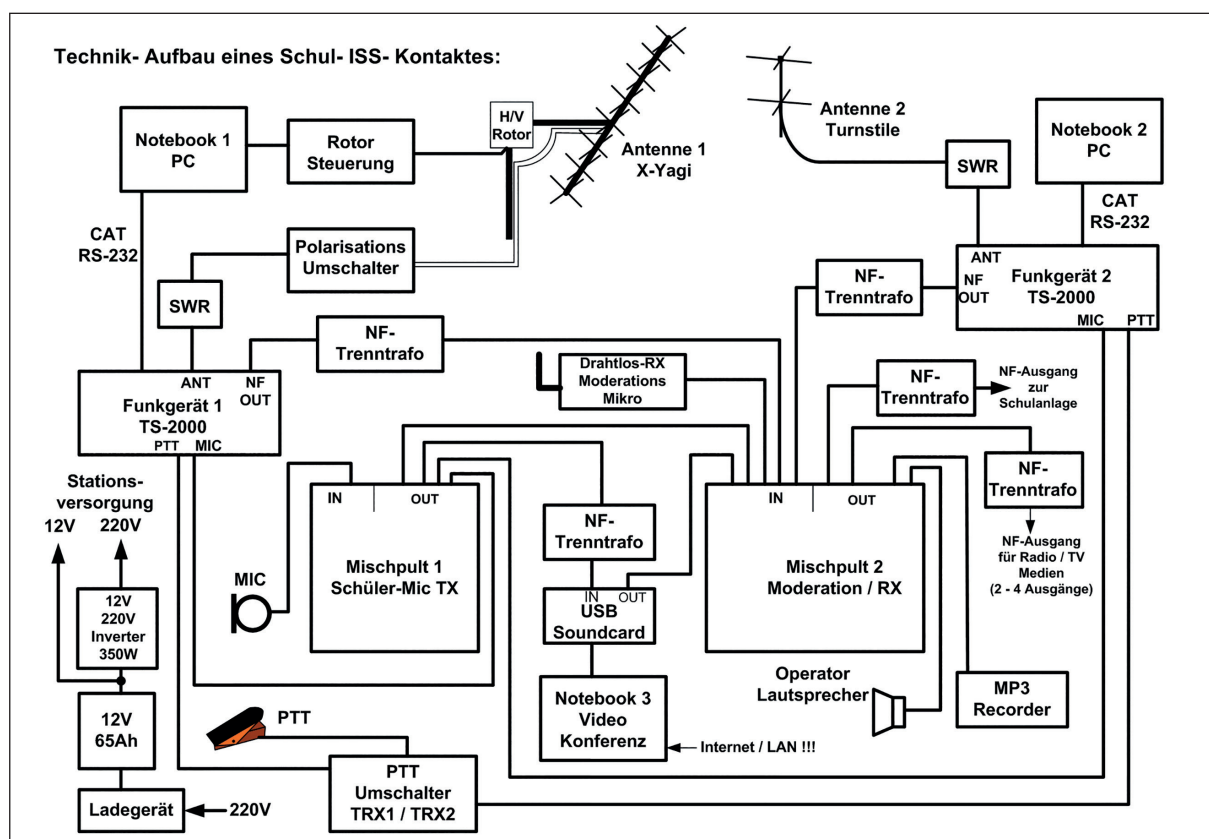 Technik- Aufbau eines Schul- ISS- Kontaktes:
Notebook 1
PC
Rotor
Steuerung
H/V
Rotor
Antenne 1
X-Yagi
Antenne 2
Turnstile
SWR
Notebook 2
PC
CAT
RS-232
CAT
RS-232
Polarisations
Umschalter
SWR
NF-
Trenntrafo
ANT
NF
OUT
Funkgerät 2
TS-2000
MIC
PTT
NF-
Trenntrafo
ANT
NF
OUT
Funkgerät 1
TS-2000
PTT
MIC
Drahtlos-RX
Moderations
Mikro
NF-
Trenntrafo
NF-Ausgang
zur
Schulanlage
Stations-
versorgung
12V
220V
IN
OUT
Mischpult 1
Schüler-Mic TX
MIC
NF-
Trenntrafo
IN
OUT
USB
Soundcard
IN
OUT
Mischpult 2
Moderation / RX
NF-
Trenntrafo
NF-Ausgang
für Radio / TV
Medien
(2 - 4 Ausgänge)
12V
220V
Inverter
350W
12V
65Ah
Ladegerät
220V
PTT
PTT
Umschalter
TRX1 / TRX2
Notebook 3
Video
Konferenz
Internet / LAN !!!
Operator
Lautsprecher
MP3
Recorder